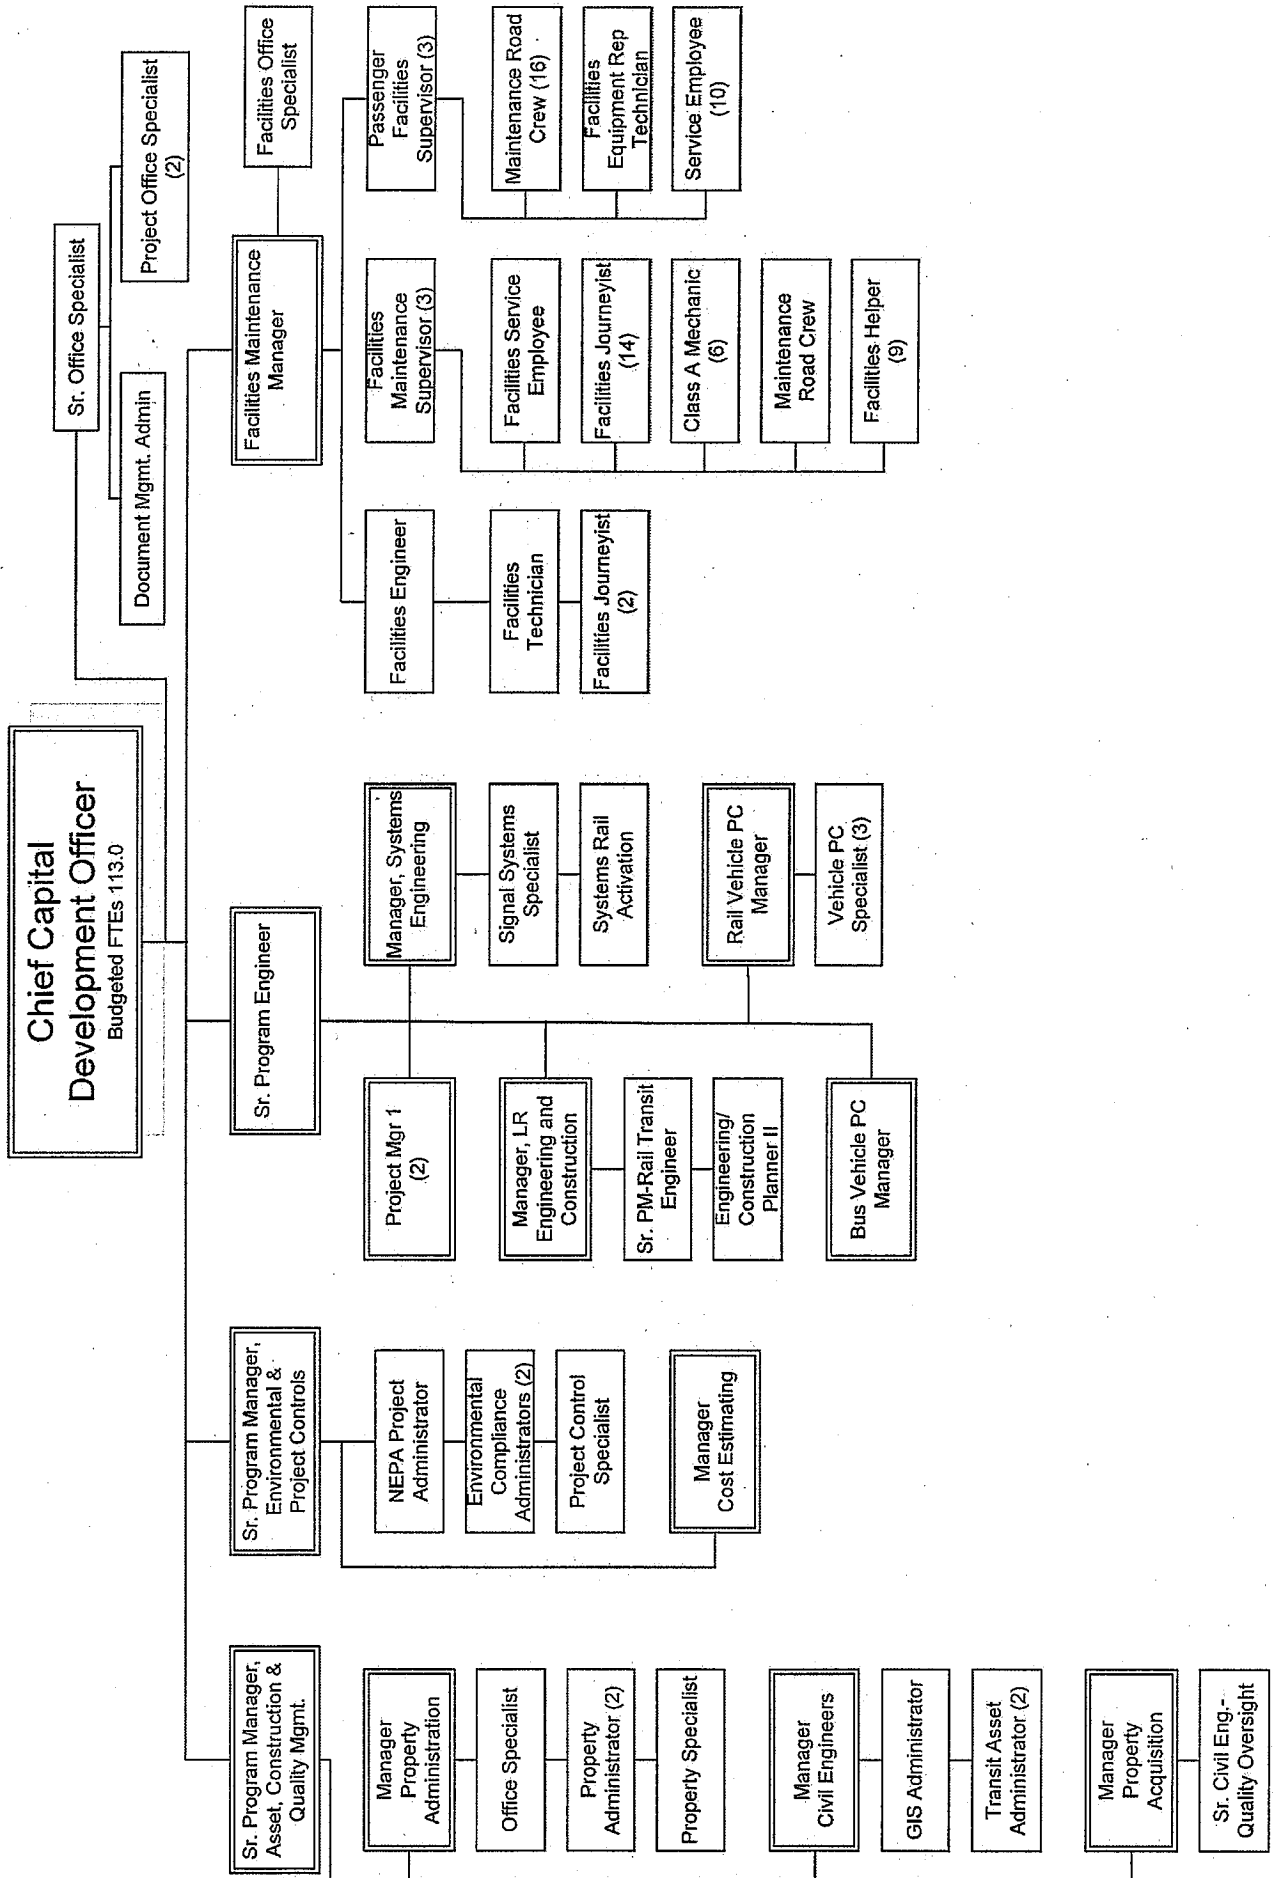 Chief Capital
Development Officer
Budgeted FTEs 113.0
Sr. Office Specialist
Document Mgmt. Admin
Project Office Specialist
(2)
Sr. Program Manager,
Asset, Construction &
Quality Mgmt.
Manager
Property
Administration
Office Specialist
Property
Administrator (2)
Property Specialist
Manager
Civil Engineers
GIS Administrator
Transit Asset
Administrator (2)
Manager
Property
Acquisition
Sr. Civil Eng.-
Quality Oversight
Sr. Program Manager,
Environmental &
Project Controls
NEPA Project
Administrator
Environmental
Compliance
Administrators (2)
Project Control
Specialist
Manager
Cost Estimating
Sr. Program Engineer
Project Mgr 1
(2)
Manager, LR
Engineering and
Construction
Sr. PM-Rail Transit
Engineer
Engineering/
Construction
Planner II
Bus Vehicle PC
Manager
Manager, Systems
Engineering
Signal Systems
Specialist
Systems Rail
Activation
Rail Vehicle PC
Manager
Vehicle PC
Specialist (3)
Facilities Maintenance
Manager
Facilities Office
Specialist
Facilities Engineer
Facilities
Technician
Facilities Journeyist
(2)
Facilities
Maintenance
Supervisor (3)
Facilities Service
Employee
Facilities Journeyist
(14)
Class A Mechanic
(6)
Maintenance
Road Crew
Facilities Helper
(9)
Passenger
Facilities
Supervisor (3)
Maintenance Road
Crew (16)
Facilities
Equipment Rep
Technician
Service Employee
(10)